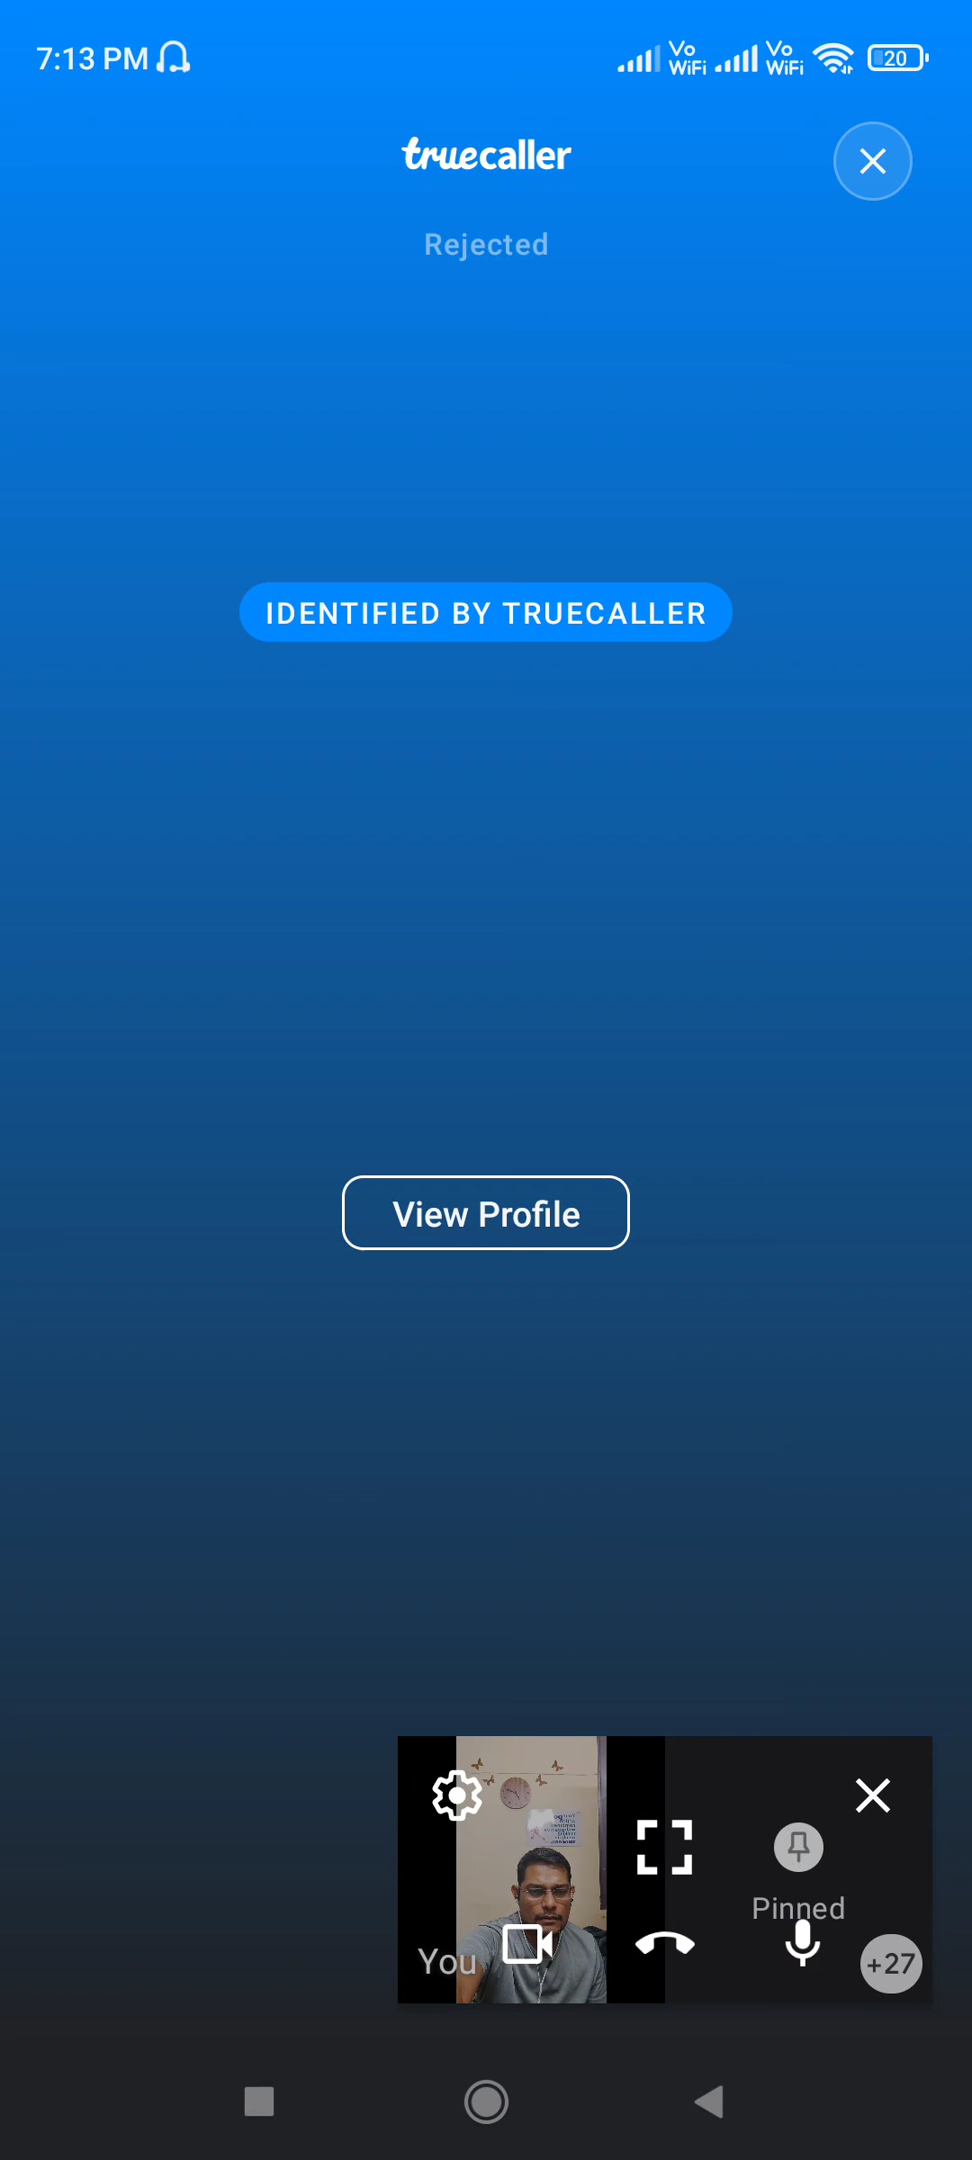 7:13 PM
Vo
WiFi
Vo
WiFi
20
truecaller
Rejected
IDENTIFIED BY TRUECALLER
View Profile
Pinned
You
+27